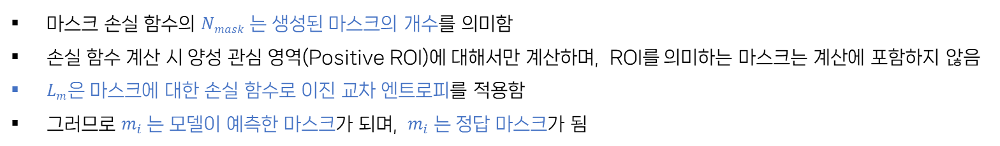 ▪ 마스크 손실 함수의 N_mask 는 생성된 마스크의 개수를 의미함
▪ 손실 함수 계산 시 양성 관심 영역(Positive ROI)에 대해서만 계산하며, ROI를 의미하는 마스크는 계산에 포함하지 않음
▪ L_m은 마스크에 대한 손실 함수로 이진 교차 엔트로피를 적용함
▪ 그러므로 m_i 는 모델이 예측한 마스크가 되며, m_i 는 정답 마스크가 됨